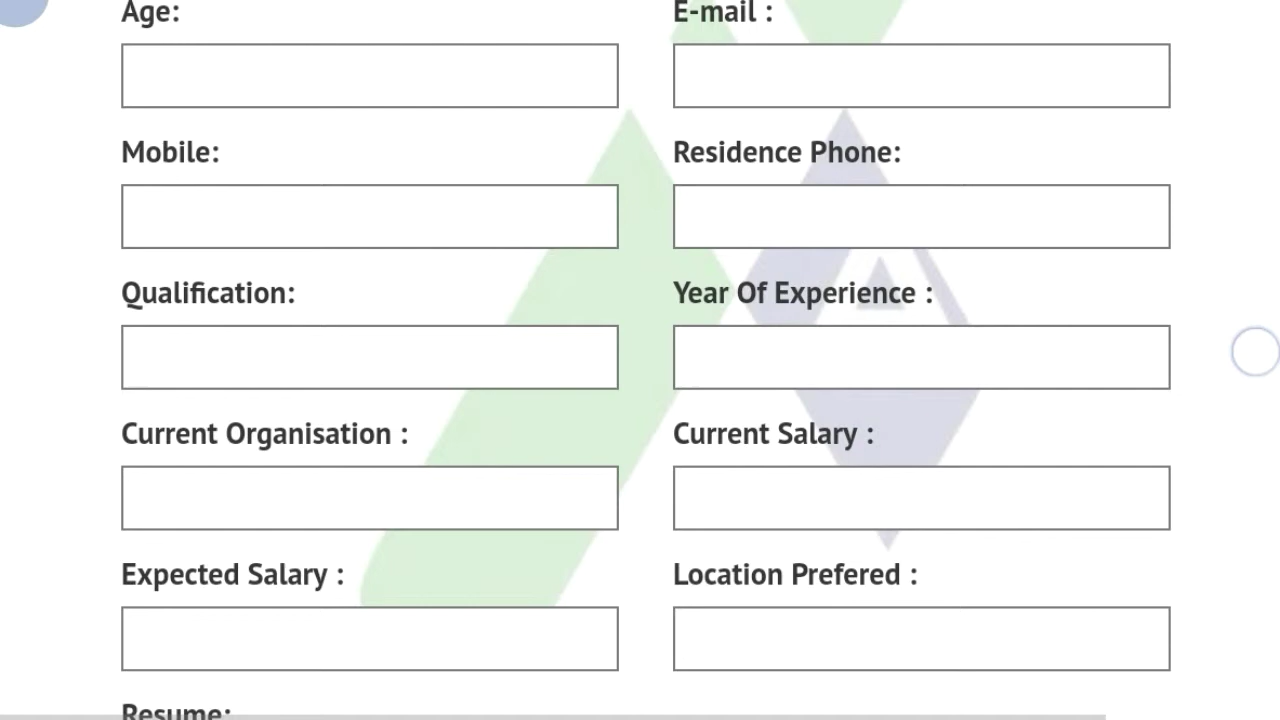 Age:
E-mail :
Mobile:
Residence Phone:
Qualification:
Year Of Experience :
Current Organisation :
Current Salary :
Expected Salary :
Location Prefered :
Resume: